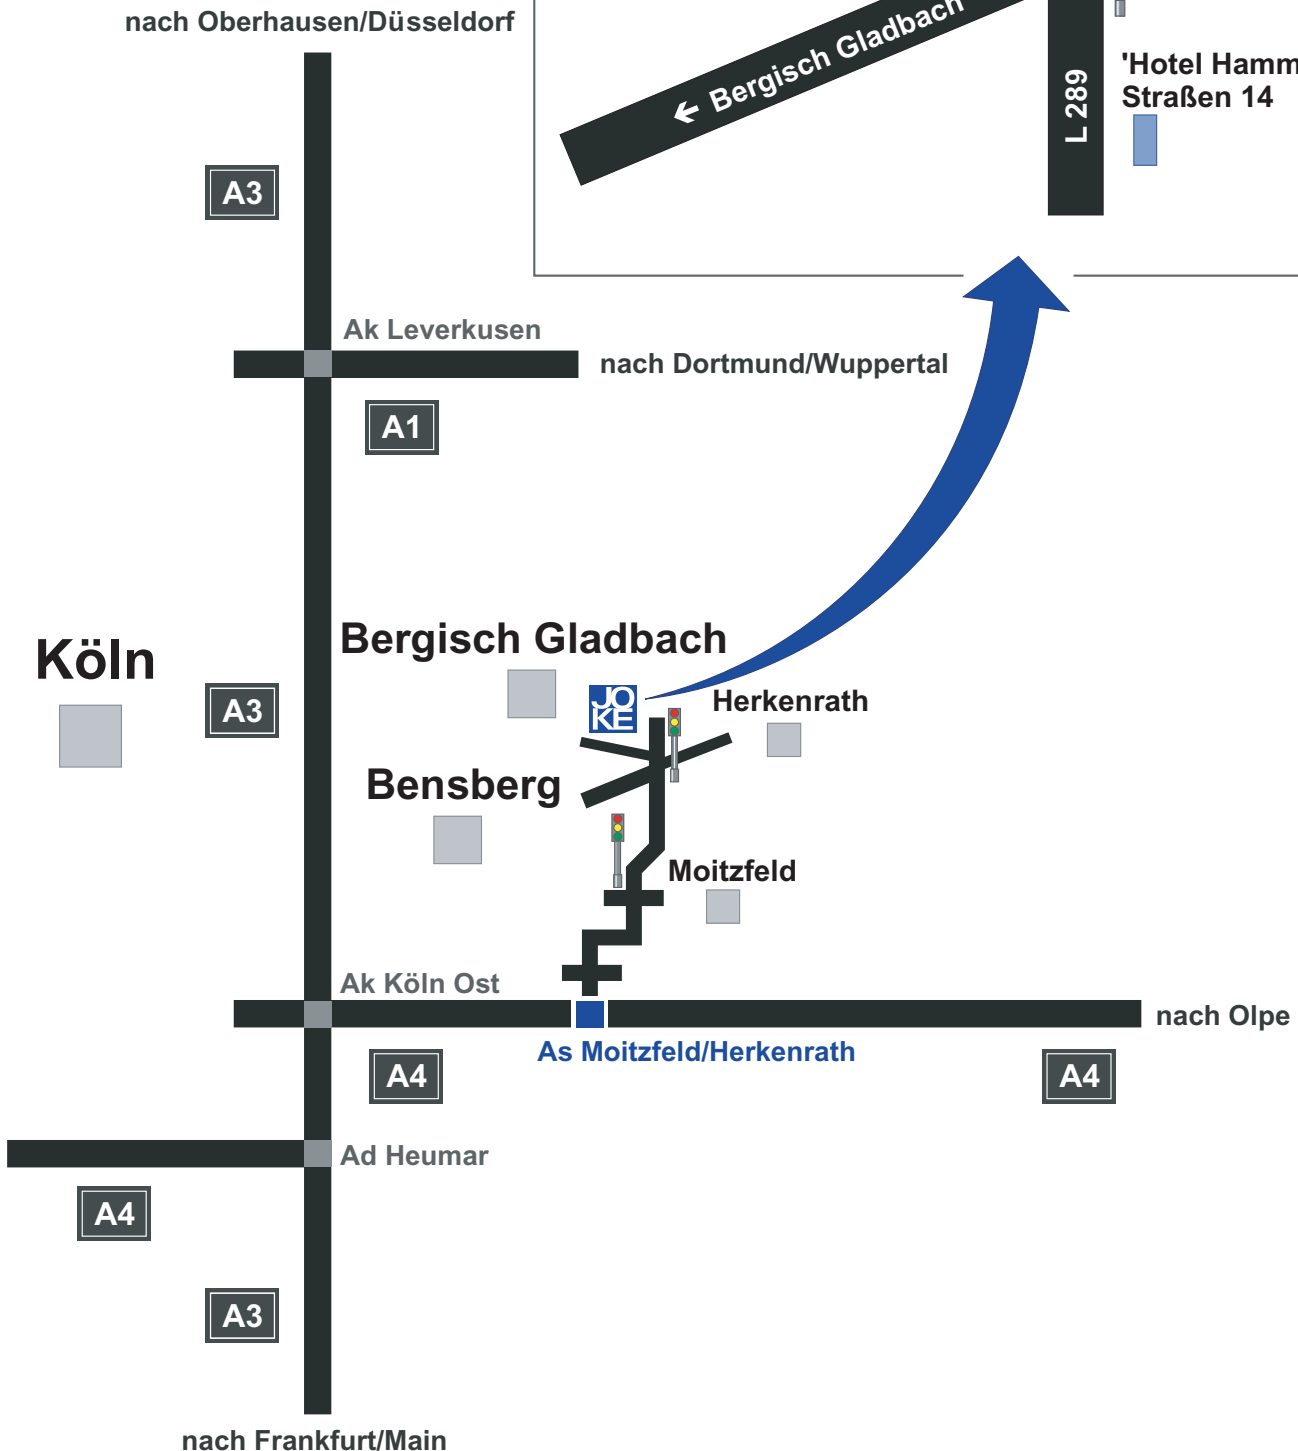 nach Oberhausen/Düsseldorf
← Bergisch Gladbach
L 289
'Hotel Hamm
Straßen 14
A3
Ak Leverkusen
nach Dortmund/Wuppertal
A1
Köln
Bergisch Gladbach
A3
JO
KE
Herkenrath
Bensberg
Moitzfeld
Ak Köln Ost
nach Olpe
As Moitzfeld/Herkenrath
A4
A4
Ad Heumar
A4
A3
nach Frankfurt/Main